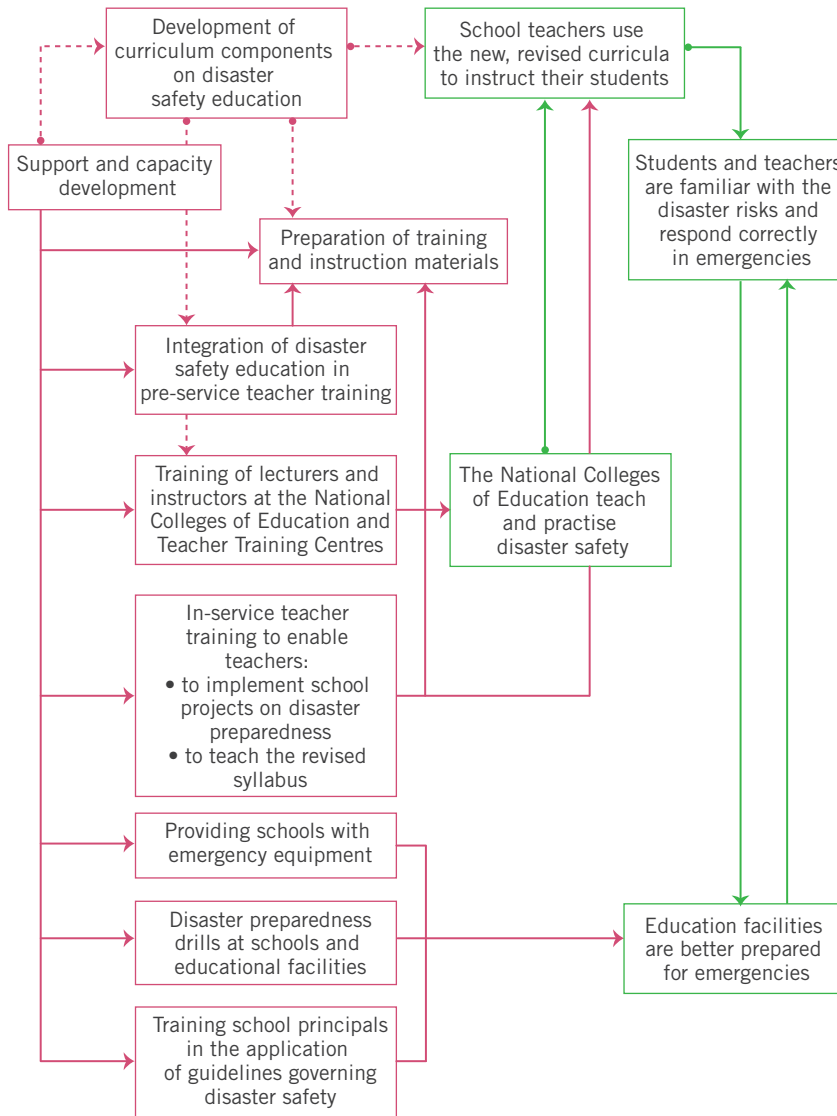 Development of
curriculum components
on disaster
safety education
School teachers use
the new, revised curricula
to instruct their students
Support and capacity
development
Students and teachers
are familiar with the
disaster risks and
respond correctly
in emergencies
Preparation of training
and instruction materials
Integration of disaster
safety education in
pre-service teacher training
Training of lecturers and
instructors at the National
Colleges of Education and
Teacher Training Centres
The National Colleges
of Education teach
and practise
disaster safety
In-service teacher
training to enable
teachers:
• to implement school
projects on disaster
preparedness
• to teach the revised
syllabus
Providing schools with
emergency equipment
Disaster preparedness
drills at schools and
educational facilities
Education facilities
are better prepared
for emergencies
Training school principals
in the application
of guidelines governing
disaster safety